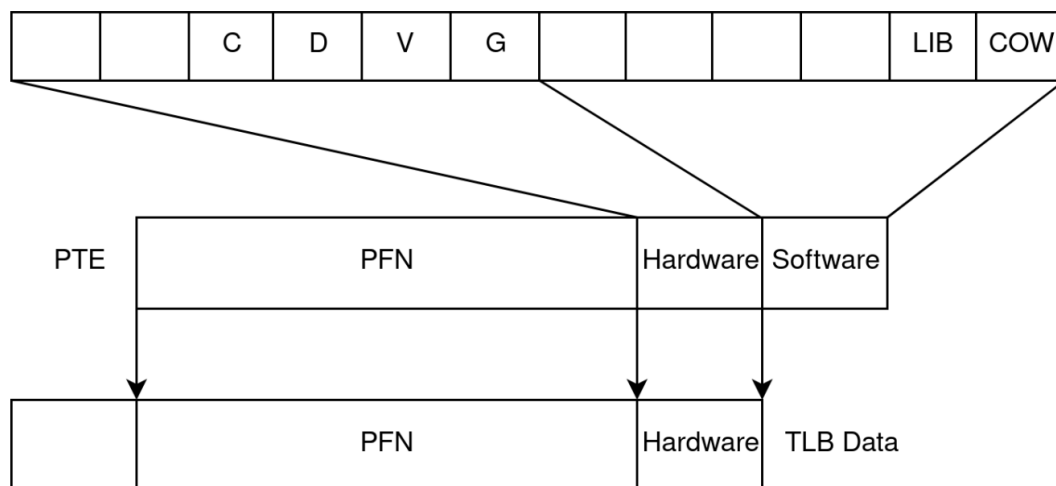 C D V G LIB COW
PTE PFN Hardware Software
PFN Hardware TLB Data